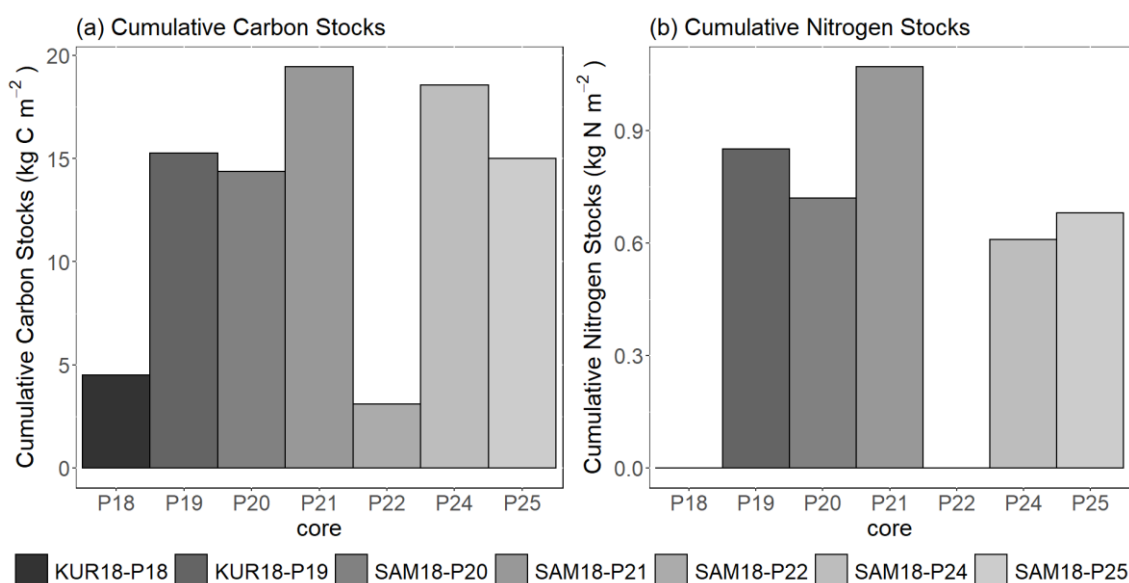 (a) Cumulative Carbon Stocks
Cumulative Carbon Stocks (kg C m⁻²)
20
15
10
5
0
P18 P19 P20 P21 P22 P24 P25
core
(b) Cumulative Nitrogen Stocks
Cumulative Nitrogen Stocks (kg N m⁻²)
0.9
0.6
0.3
0.0
P18 P19 P20 P21 P22 P24 P25
core
KUR18-P18 KUR18-P19 SAM18-P20 SAM18-P21 SAM18-P22 SAM18-P24 SAM18-P25